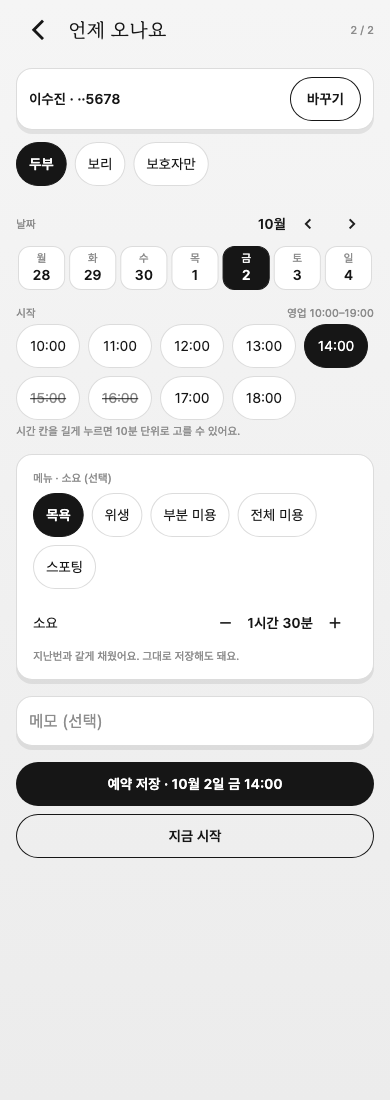 언제 오나요 2 / 2
이수진 · ··5678 바꾸기
두부 보리 보호자만
날짜 10월
월 화 수 목 금 토 일
28 29 30 1 2 3 4
시작 영업 10:00–19:00
10:00 11:00 12:00 13:00 14:00
15:00 16:00 17:00 18:00
시간 칸을 길게 누르면 10분 단위로 고를 수 있어요.
메뉴 · 소요 (선택)
목욕 위생 부분 미용 전체 미용
스포팅
소요 − 1시간 30분 +
지난번과 같게 채웠어요. 그대로 저장해도 돼요.
메모 (선택)
예약 저장 · 10월 2일 금 14:00
지금 시작